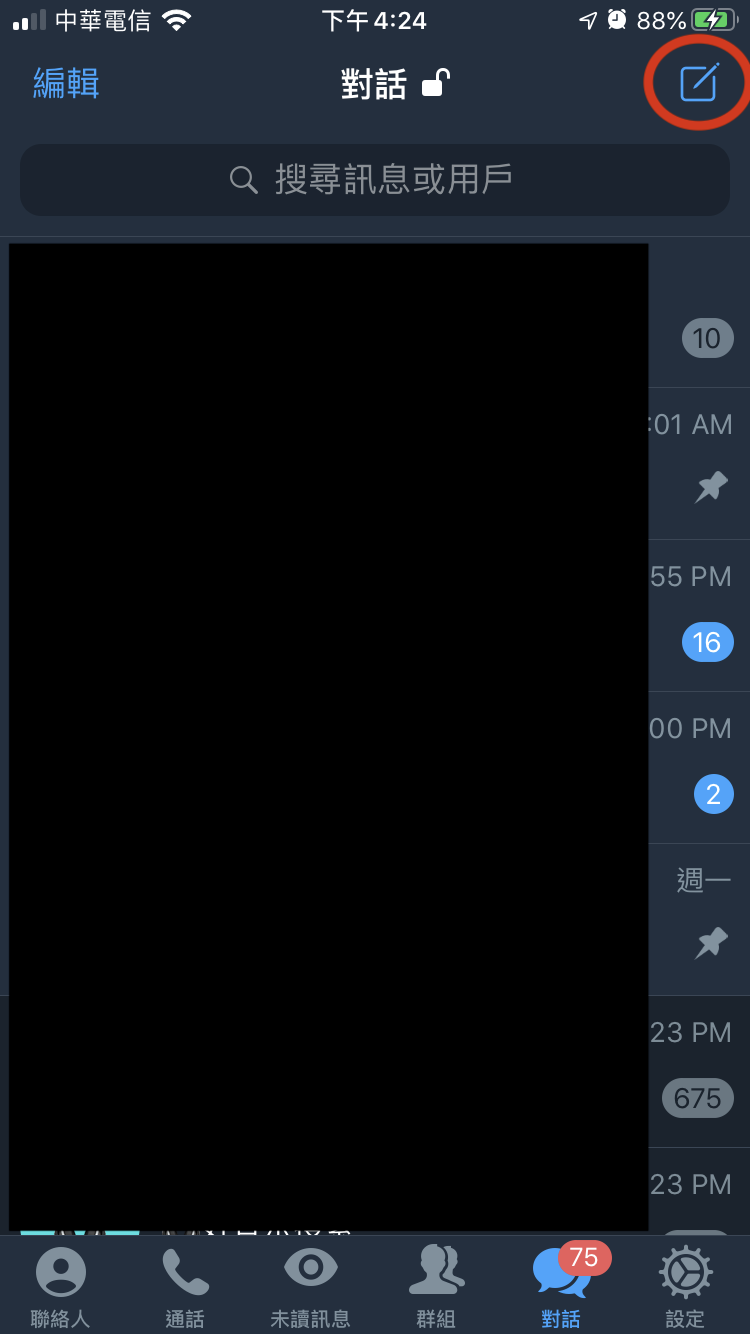 中華電信 下午4:24 88%
編輯 對話
搜尋訊息或用戶
10
:01 AM
55 PM
16
00 PM
2
週一
23 PM
675
23 PM
75
聯絡人 通話 未讀訊息 群組 對話 設定